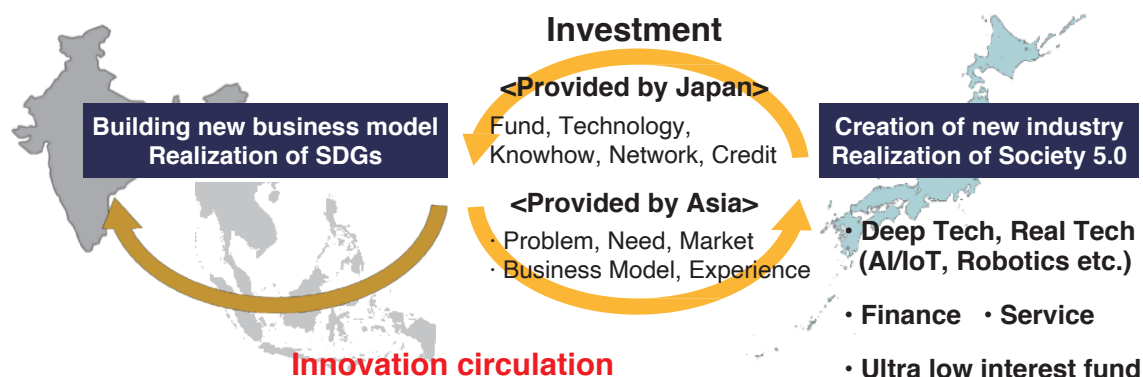 Investment
<Provided by Japan>
Fund, Technology,
Knowhow, Network, Credit
Building new business model
Realization of SDGs
Creation of new industry
Realization of Society 5.0
<Provided by Asia>
· Problem, Need, Market
· Business Model, Experience
· Deep Tech, Real Tech
(AI/IoT, Robotics etc.)
· Finance · Service
· Ultra low interest fund
Innovation circulation